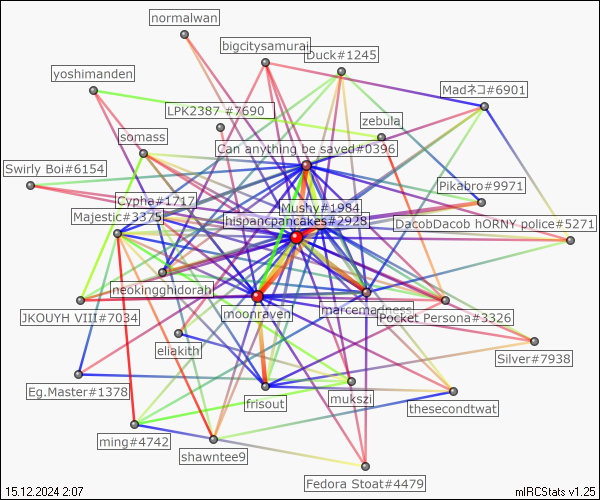 normalwan
bigcitysamurai
Duck#1245
yoshimanden
Madネコ#6901
LPK2387 #7690
zebula
somass
Can anything be saved#0396
Swirly Boi#6154
Pikabro#9971
Cypha#1717
Mushy#1984
Majestic#3375
hispancpancakes#2928
DacobDacob hORNY police#5271
neokingghidorah
moonraven
marcemadness
Pocket Persona#3326
JKOUYH VIII#7034
eliakith
Silver#7938
Eg.Master#1378
frisout
mukszi
thesecondtwat
ming#4742
shawntee9
Fedora Stoat#4479
15.12.2024 2:07
mIRCStats v1.25